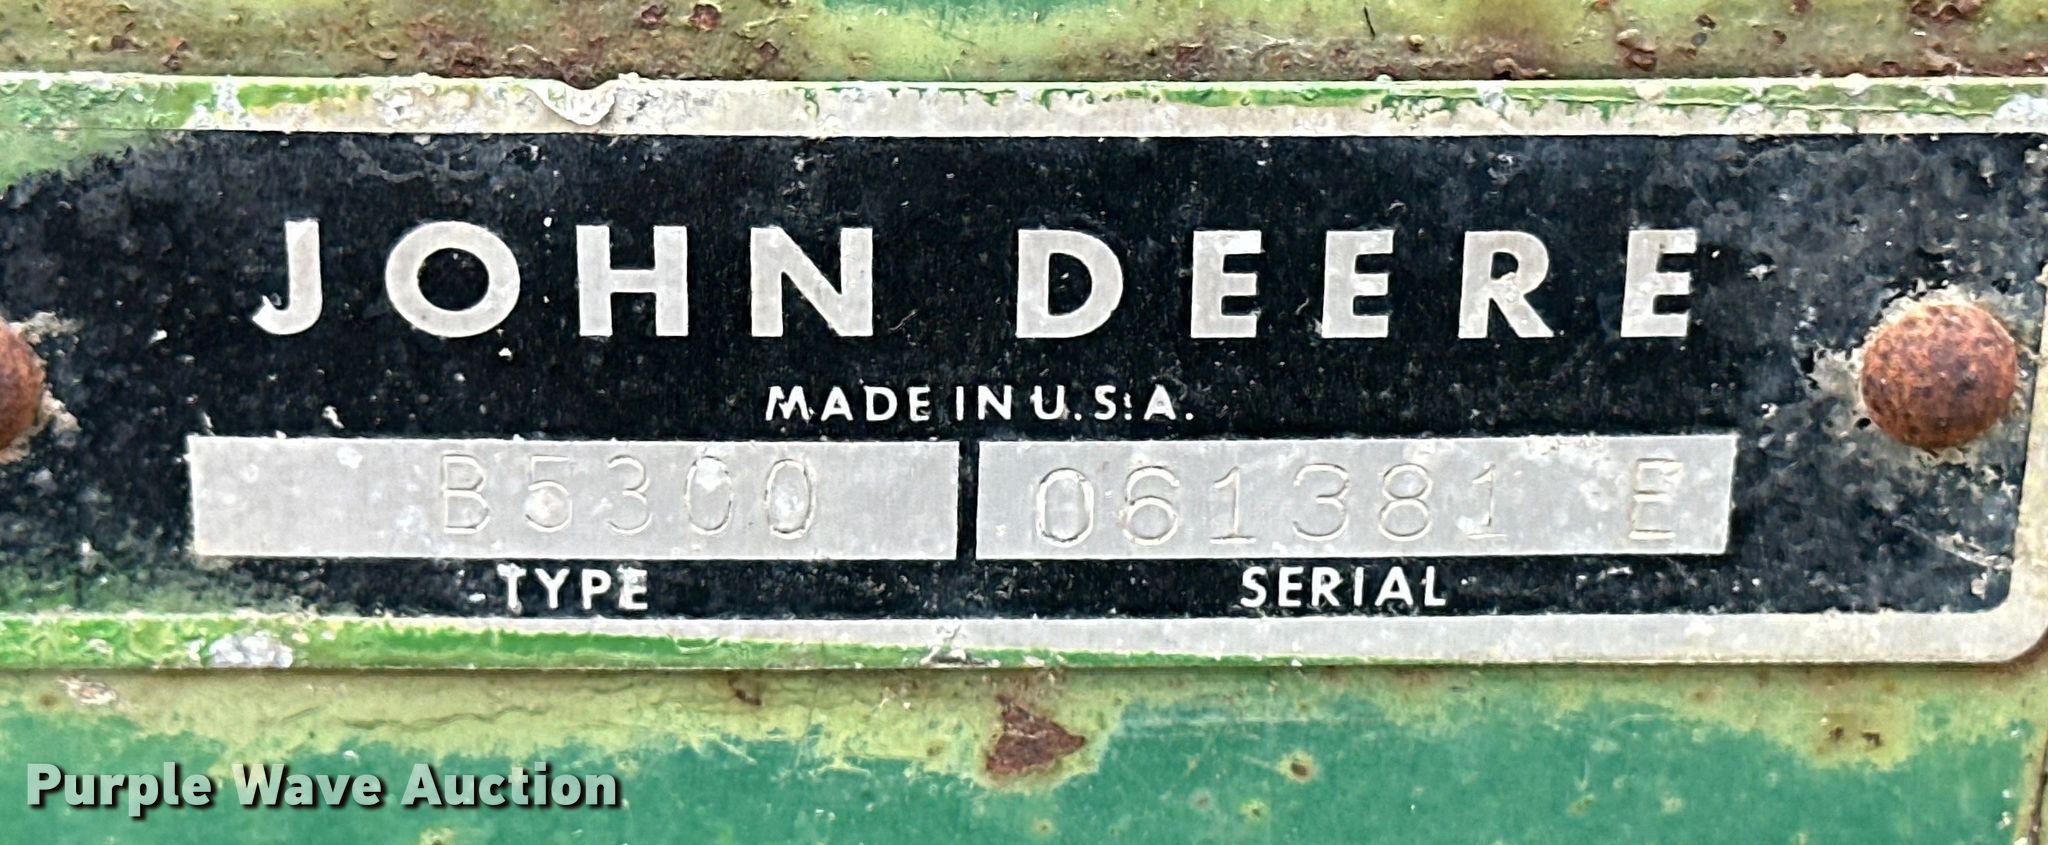 JOHN DEERE
MADE IN U.S.A.
B5300 061381 E
TYPE SERIAL
Purple Wave Auction